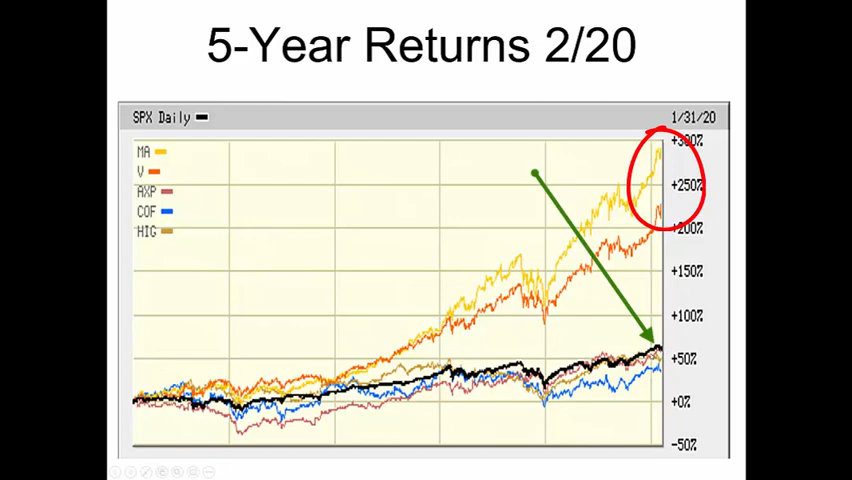 5-Year Returns 2/20
SPX Daily 1/31/20
MA
V
AXP
COF
HIG
+300%
+250%
+200%
+150%
+100%
+50%
+0%
-50%